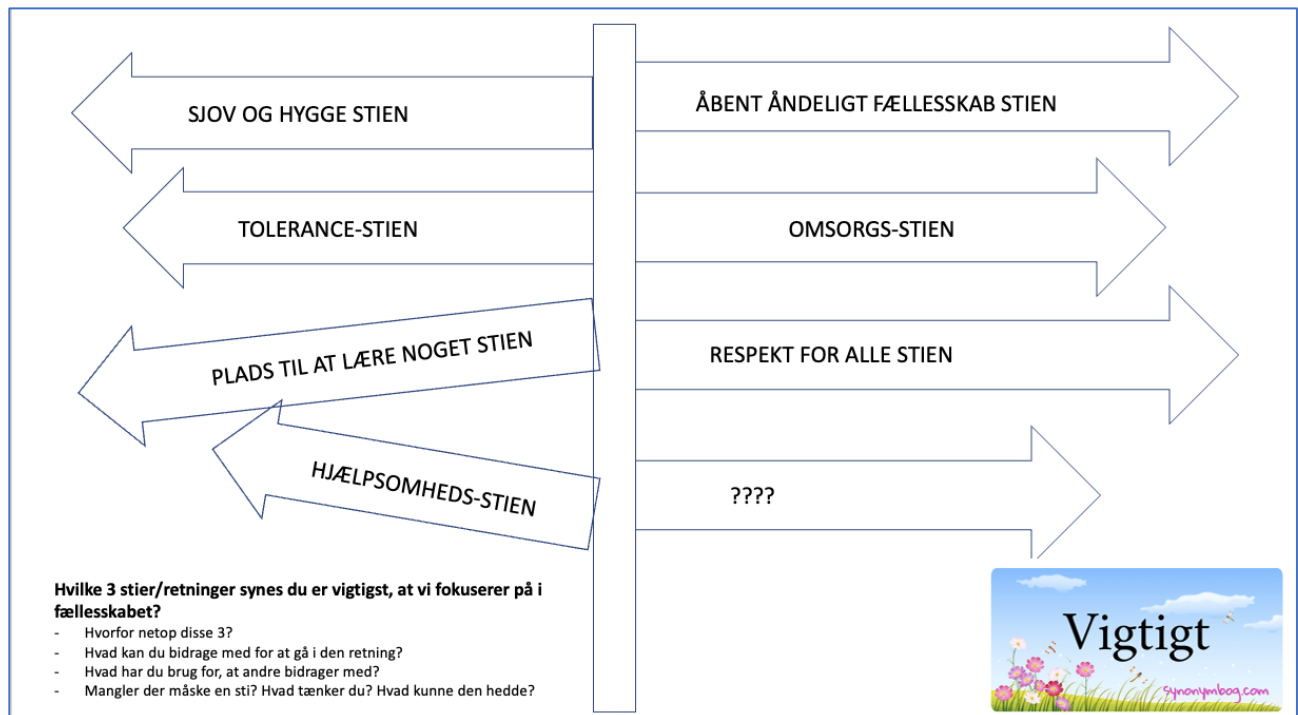 SJOV OG HYGGE STIEN
ÅBENT ÅNDELIGT FÆLLESSKAB STIEN
TOLERANCE-STIEN
OMSORGS-STIEN
PLADS TIL AT LÆRE NOGET STIEN
RESPEKT FOR ALLE STIEN
HJÆLPSOMHEDS-STIEN
????
Hvilke 3 stier/retninger synes du er vigtigst, at vi fokuserer på i
fællesskabet?
- Hvorfor netop disse 3?
- Hvad kan du bidrage med for at gå i den retning?
- Hvad har du brug for, at andre bidrager med?
- Mangler der måske en sti? Hvad tænker du? Hvad kunne den hedde?
Vigtigt
synonymbog.com